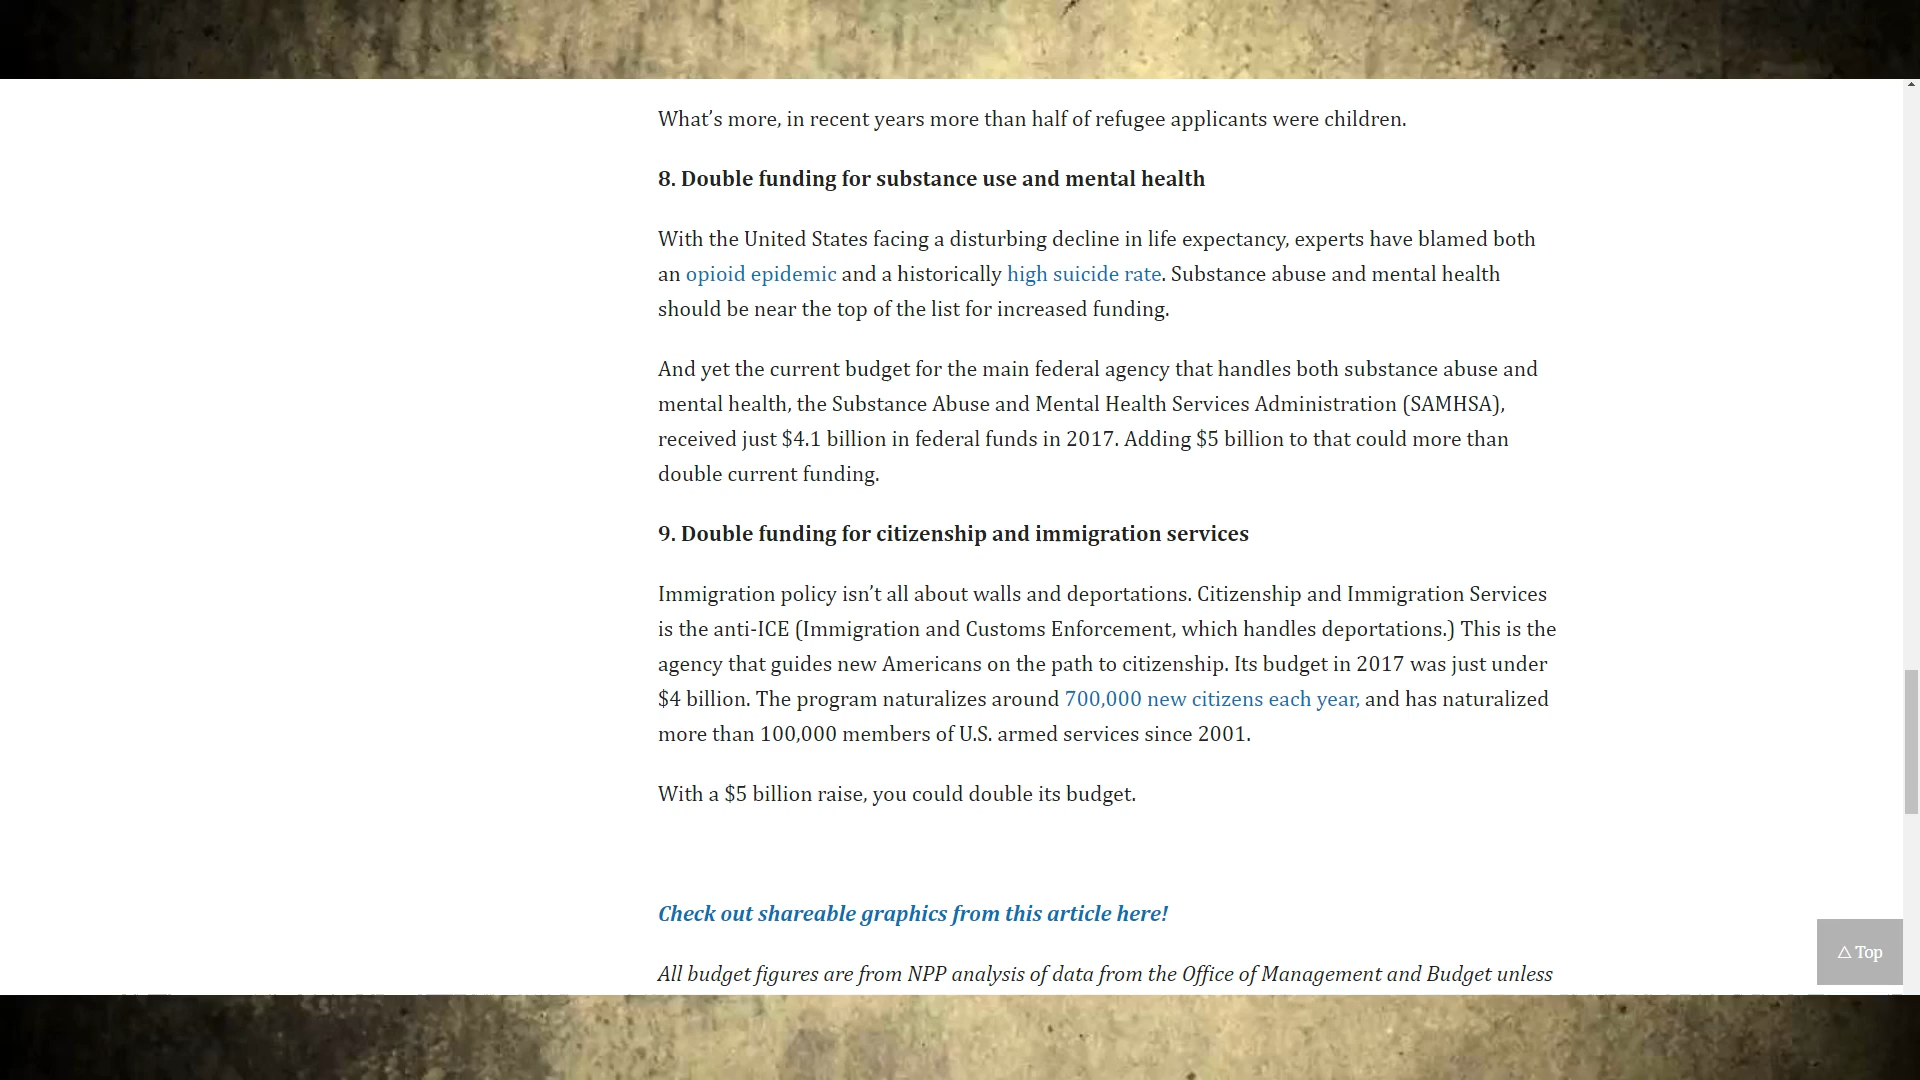 What’s more, in recent years more than half of refugee applicants were children.
8. Double funding for substance use and mental health
With the United States facing a disturbing decline in life expectancy, experts have blamed both
an opioid epidemic and a historically high suicide rate. Substance abuse and mental health
should be near the top of the list for increased funding.
And yet the current budget for the main federal agency that handles both substance abuse and
mental health, the Substance Abuse and Mental Health Services Administration (SAMHSA),
received just $4.1 billion in federal funds in 2017. Adding $5 billion to that could more than
double current funding.
9. Double funding for citizenship and immigration services
Immigration policy isn’t all about walls and deportations. Citizenship and Immigration Services
is the anti-ICE (Immigration and Customs Enforcement, which handles deportations.) This is the
agency that guides new Americans on the path to citizenship. Its budget in 2017 was just under
$4 billion. The program naturalizes around 700,000 new citizens each year, and has naturalized
more than 100,000 members of U.S. armed services since 2001.
With a $5 billion raise, you could double its budget.
Check out shareable graphics from this article here!
△ Top
All budget figures are from NPP analysis of data from the Office of Management and Budget unless